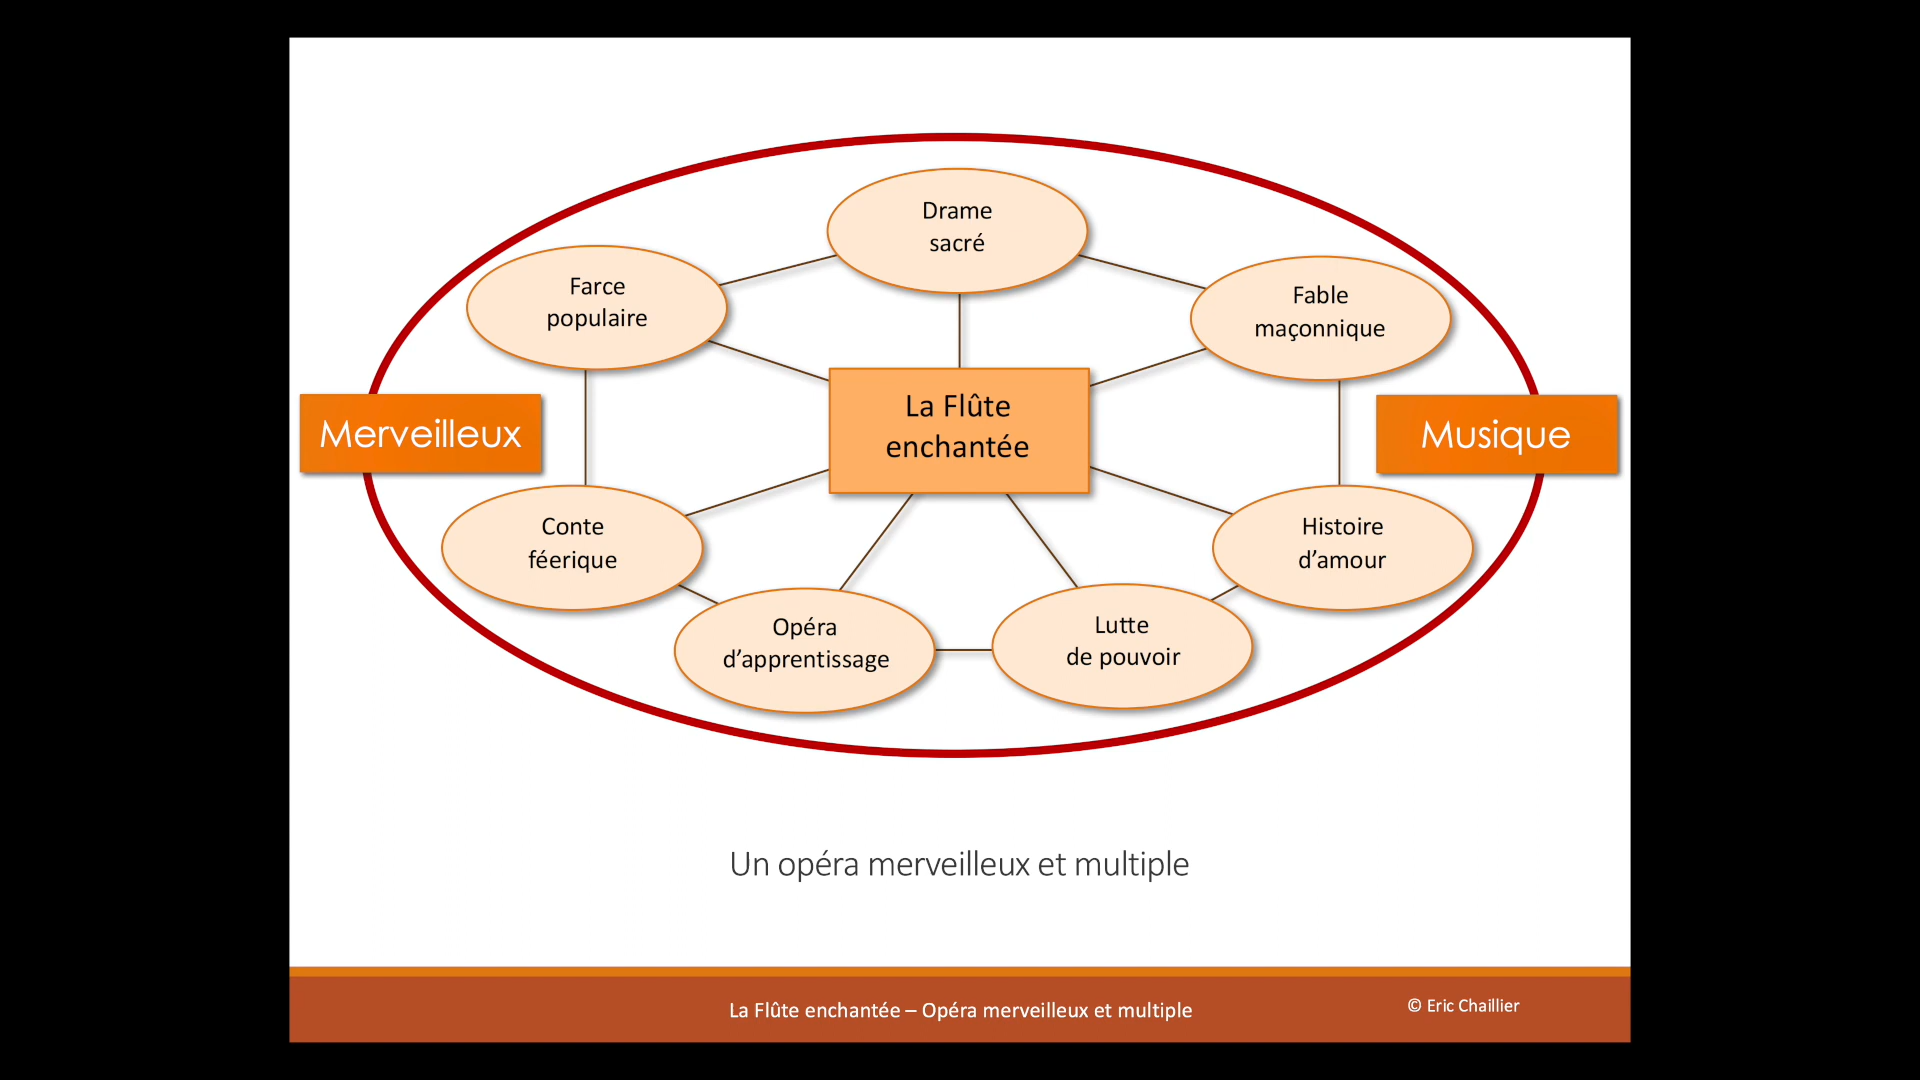 Drame
sacré
Farce
populaire
Fable
maçonnique
La Flûte
enchantée
Merveilleux
Musique
Conte
féerique
Histoire
d’amour
Opéra
d’apprentissage
Lutte
de pouvoir
Un opéra merveilleux et multiple
La Flûte enchantée – Opéra merveilleux et multiple
© Eric Chaillier